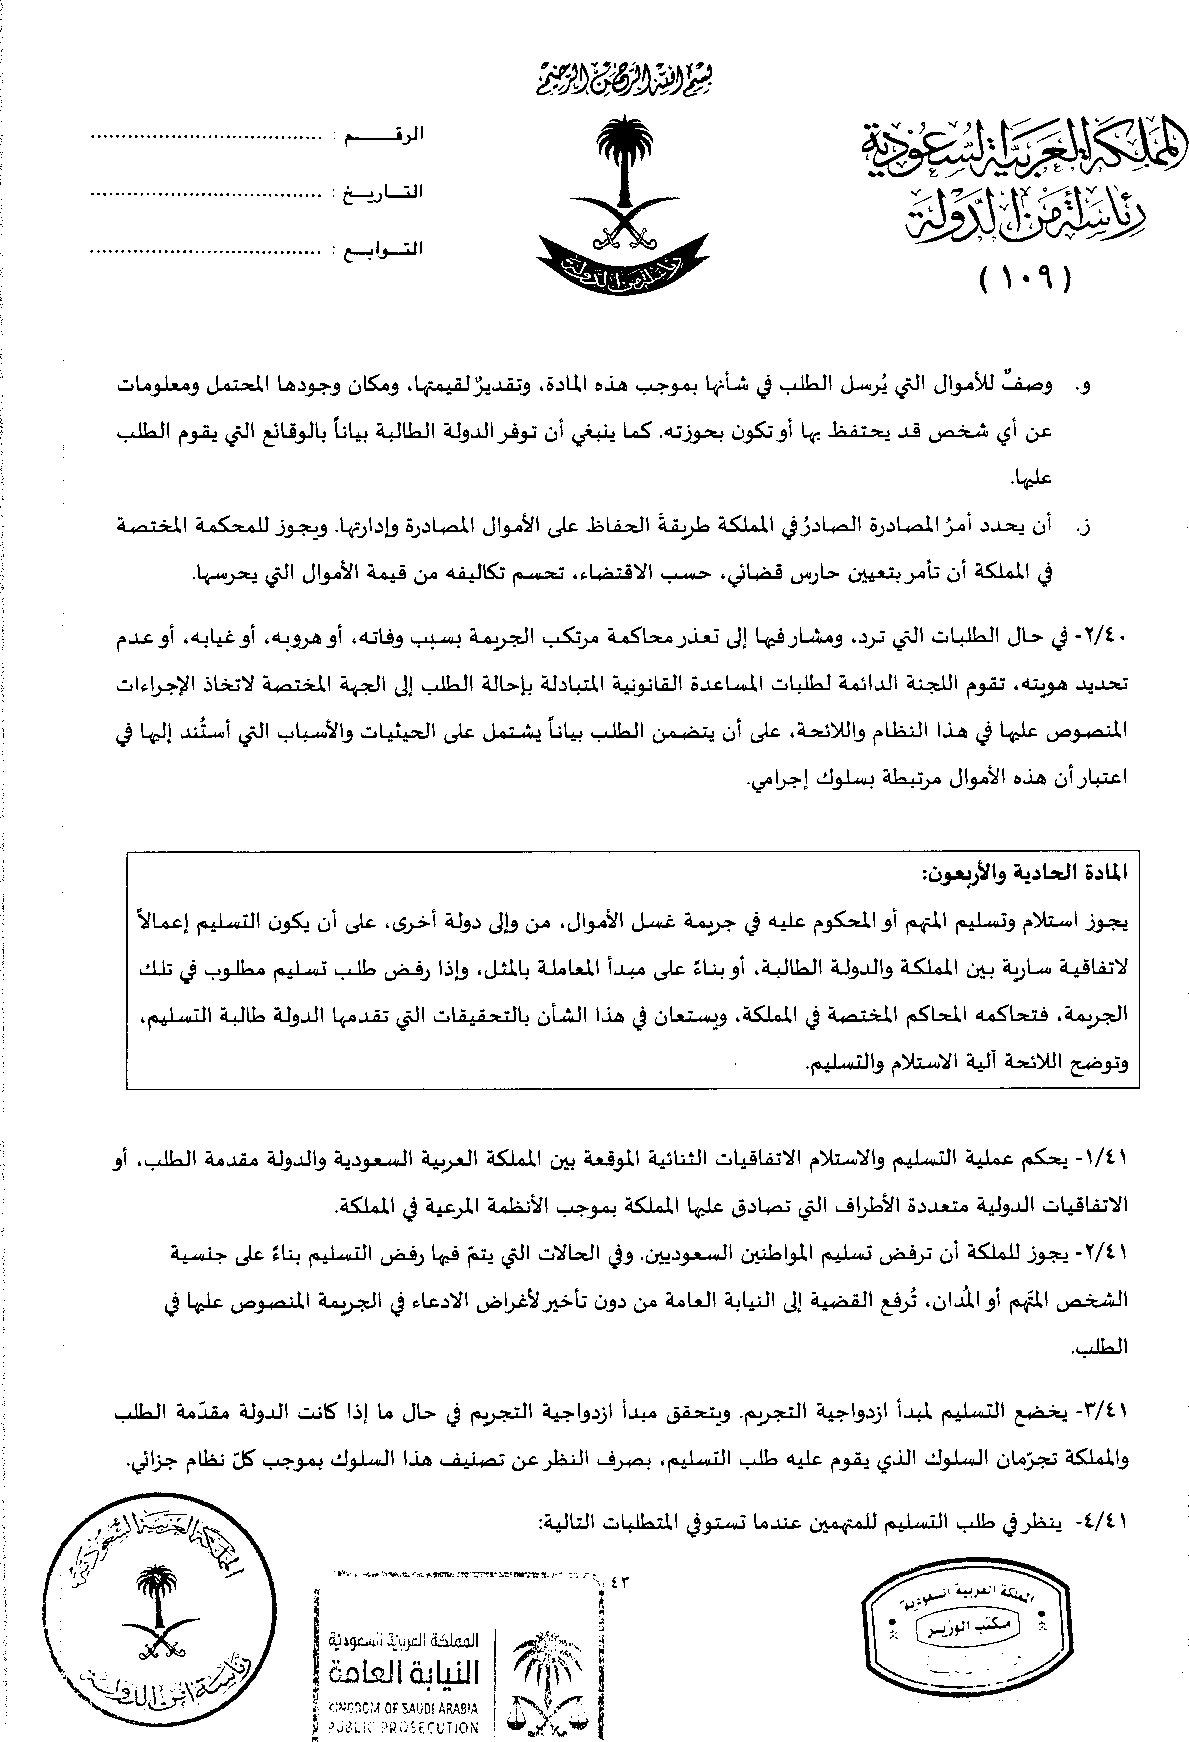 بسم الله الرحمن الرحيم
المملكة العربية السعودية
رئاسة أمن الدولة
(١٠٩)
الرقـــــم : ......................................
التـاريـخ : ......................................
التـوابـع : ......................................
رئاسة أمن الدولة
و. وصفٌ للأموال التي يُرسل الطلب في شأنها بموجب هذه المادة، وتقديرٌ لقيمتها، ومكان وجودها المحتمل ومعلومات
عن أي شخص قد يحتفظ بها أو تكون بحوزته. كما ينبغي أن توفر الدولة الطالبة بياناً بالوقائع التي يقوم الطلب
عليها.
ز. أن يحدد أمرُ المصادرة الصادرُ في المملكة طريقةَ الحفاظ على الأموال المصادرة وإدارتها. ويجوز للمحكمة المختصة
في المملكة أن تأمر بتعيين حارس قضائي، حسب الاقتضاء، تحسم تكاليفه من قيمة الأموال التي يحرسها.
٢/٤٠- في حال الطلبات التي ترد، ومشار فيها إلى تعذر محاكمة مرتكب الجريمة بسبب وفاته، أو هروبه، أو غيابه، أو عدم
تحديد هويته، تقوم اللجنة الدائمة لطلبات المساعدة القانونية المتبادلة بإحالة الطلب إلى الجهة المختصة لاتخاذ الإجراءات
المنصوص عليها في هذا النظام واللائحة، على أن يتضمن الطلب بياناً يشتمل على الحيثيات والأسباب التي أستُند إليها في
اعتبار أن هذه الأموال مرتبطة بسلوك إجرامي.
المادة الحادية والأربعون:
يجوز استلام وتسليم المتهم أو المحكوم عليه في جريمة غسل الأموال، من وإلى دولة أخرى، على أن يكون التسليم إعمالاً
لاتفاقية سارية بين المملكة والدولة الطالبة، أو بناءً على مبدأ المعاملة بالمثل، وإذا رفض طلب تسليم مطلوب في تلك
الجريمة، فتحاكمه المحاكم المختصة في المملكة، ويستعان في هذا الشأن بالتحقيقات التي تقدمها الدولة طالبة التسليم،
وتوضح اللائحة آلية الاستلام والتسليم.
١/٤١- يحكم عملية التسليم والاستلام الاتفاقيات الثنائية الموقعة بين المملكة العربية السعودية والدولة مقدمة الطلب، أو
الاتفاقيات الدولية متعددة الأطراف التي تصادق عليها المملكة بموجب الأنظمة المرعية في المملكة.
٢/٤١- يجوز للمملكة أن ترفض تسليم المواطنين السعوديين. وفي الحالات التي يتمّ فيها رفض التسليم بناءً على جنسية
الشخص المتّهم أو المُدان، تُرفع القضية إلى النيابة العامة من دون تأخير لأغراض الادعاء في الجريمة المنصوص عليها في
الطلب.
٣/٤١- يخضع التسليم لمبدأ ازدواجية التجريم. ويتحقق مبدأ ازدواجية التجريم في حال ما إذا كانت الدولة مقدّمة الطلب
والمملكة تجرّمان السلوك الذي يقوم عليه طلب التسليم، بصرف النظر عن تصنيف هذا السلوك بموجب كلّ نظام جزائي.
٤/٤١- ينظر في طلب التسليم للمتهمين عندما تستوفي المتطلبات التالية:
٤٣
المملكة العربية السعودية
مكتب الوزير
المملكة العربية السعودية
النيابة العامة
KINGDOM OF SAUDI ARABIA
PUBLIC PROSECUTION
المملكة العربية السعودية
رئاسة أمن الدولة